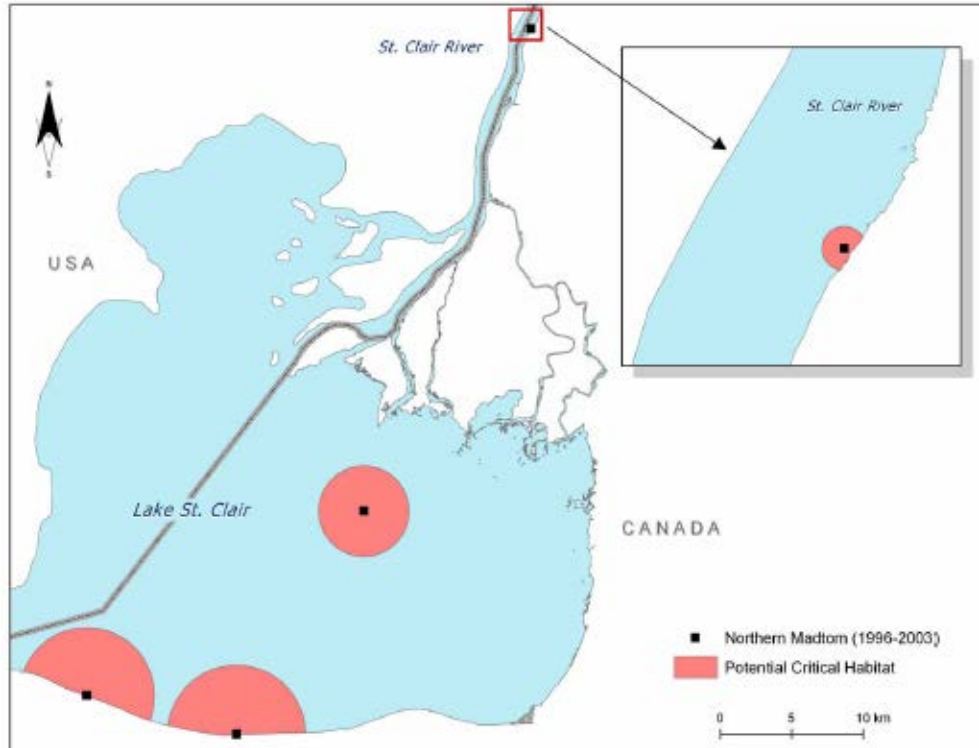 St. Clair River
N
S
St. Clair River
USA
Lake St. Clair
CANADA
Northern Madtom (1996-2003)
Potential Critical Habitat
0 5 10 km